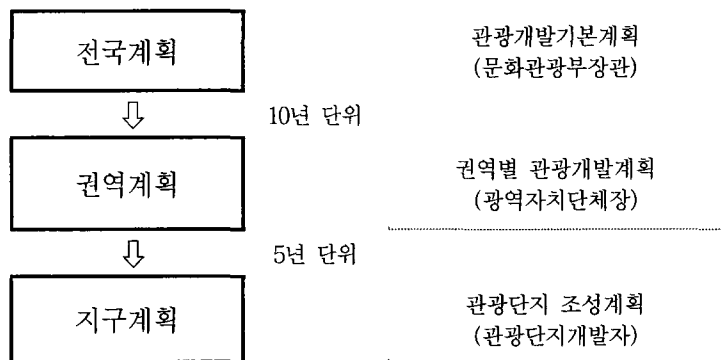 전국계획
관광개발기본계획
(문화관광부장관)
10년 단위
권역계획
권역별 관광개발계획
(광역자치단체장)
5년 단위
지구계획
관광단지 조성계획
(관광단지개발자)